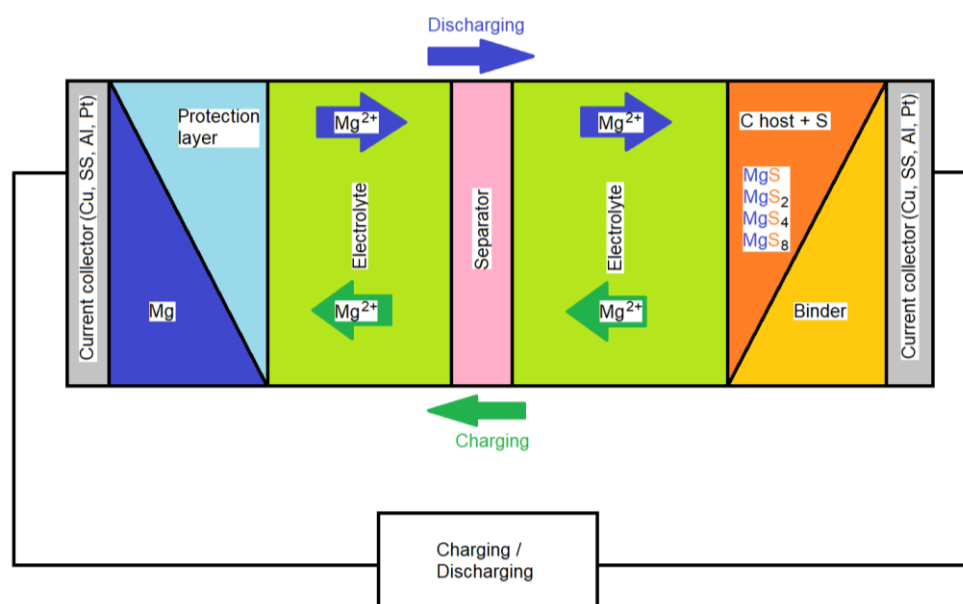 Discharging
Current collector (Cu, SS, Al, Pt)
Protection
layer
Mg
Mg²⁺
Electrolyte
Mg²⁺
Separator
Mg²⁺
Electrolyte
Mg²⁺
C host + S
MgS
MgS₂
MgS₄
MgS₈
Binder
Current collector (Cu, SS, Al, Pt)
Charging
Charging /
Discharging